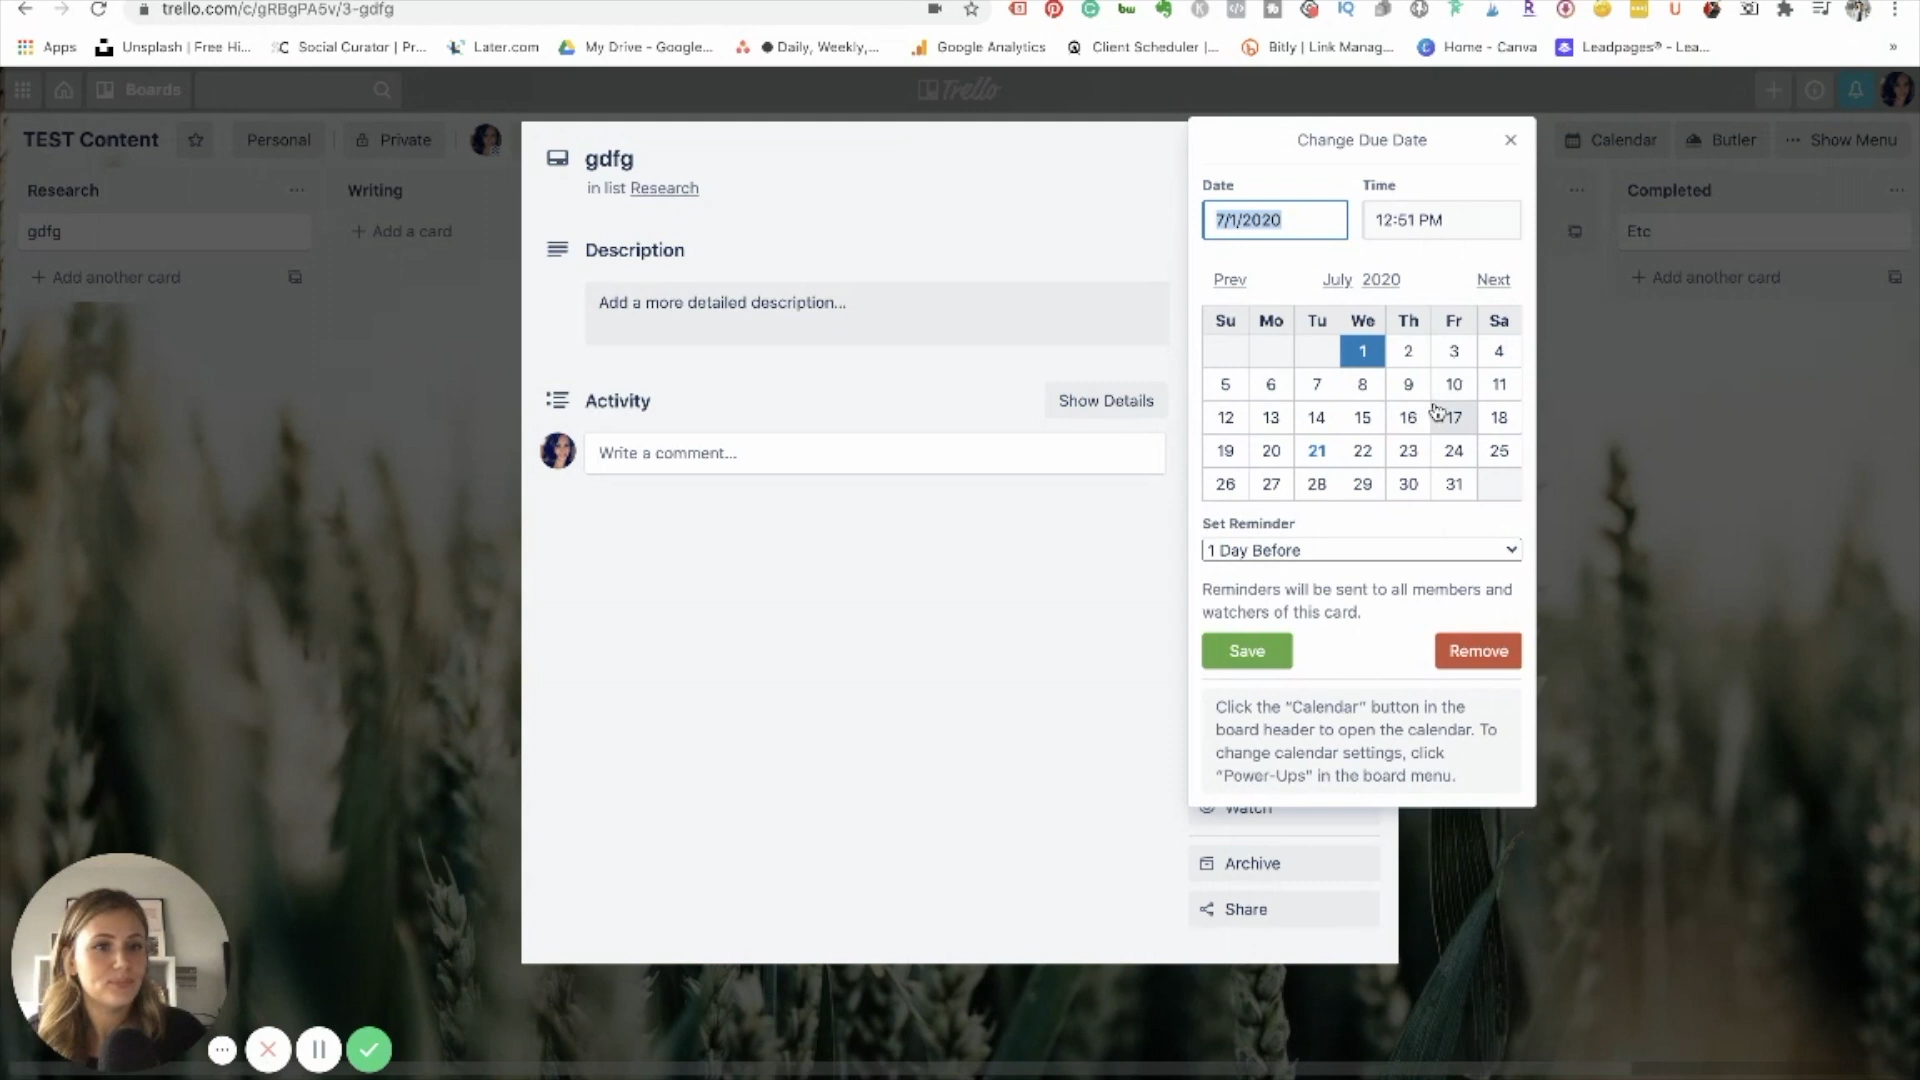 trello.com/c/gRBgPA5v/3-gdfg
Apps
Unsplash | Free Hi...
Social Curator | Pr...
Later.com
My Drive - Google...
Daily, Weekly,...
Google Analytics
Client Scheduler |...
Bitly | Link Manag...
Home - Canva
Leadpages® - Lea...
»
Boards
Trello
TEST Content
Personal
Private
Calendar
Butler
Show Menu
Research
gdfg
+ Add another card
Writing
+ Add a card
gdfg
in list Research
Description
Add a more detailed description...
Activity
Show Details
Write a comment...
Change Due Date
Date
Time
7/1/2020
12:51 PM
Prev
July 2020
Next
Su Mo Tu We Th Fr Sa
1 2 3 4
5 6 7 8 9 10 11
12 13 14 15 16 17 18
19 20 21 22 23 24 25
26 27 28 29 30 31
Set Reminder
1 Day Before
Reminders will be sent to all members and
watchers of this card.
Save
Remove
Click the "Calendar" button in the
board header to open the calendar. To
change calendar settings, click
"Power-Ups" in the board menu.
Watch
Archive
Share
Completed
Etc
+ Add another card